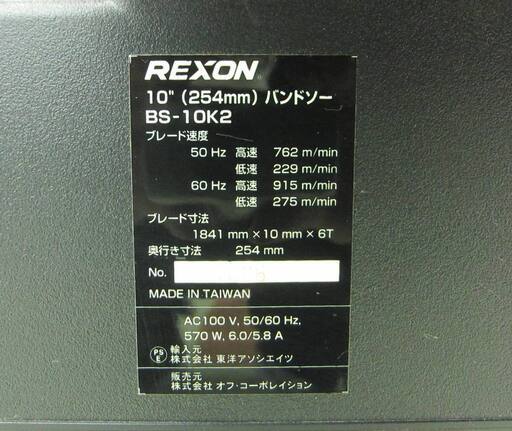 REXON®
10" (254mm) バンドソー
BS-10K2
ブレード速度
50 Hz 高速 762 m/min
低速 229 m/min
60 Hz 高速 915 m/min
低速 275 m/min
ブレード寸法
1841 mm × 10 mm × 6T
奥行き寸法 254 mm
No.
MADE IN TAIWAN
AC100 V, 50/60 Hz,
570 W, 6.0/5.8 A
PSE 輸入元
株式会社 東洋アソシエイツ
販売元
株式会社 オフ・コーポレイション